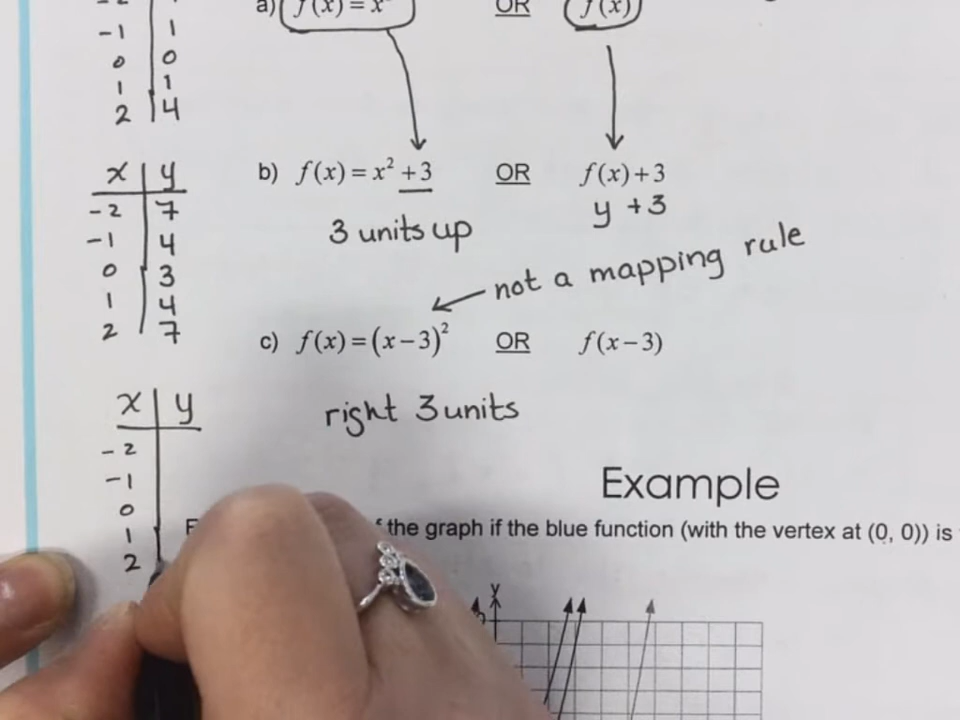 a) f(x) = x² OR f(x)
-1 1
0 0
1 1
2 4
x y
-2 7
-1 4
0 3
1 4
2 7
b) f(x) = x² +3 OR f(x)+3
3 units up
y +3
not a mapping rule
c) f(x) = (x−3)² OR f(x−3)
right 3 units
x y
-2
-1
0
1
2
Example
the graph if the blue function (with the vertex at (0, 0)) is
y